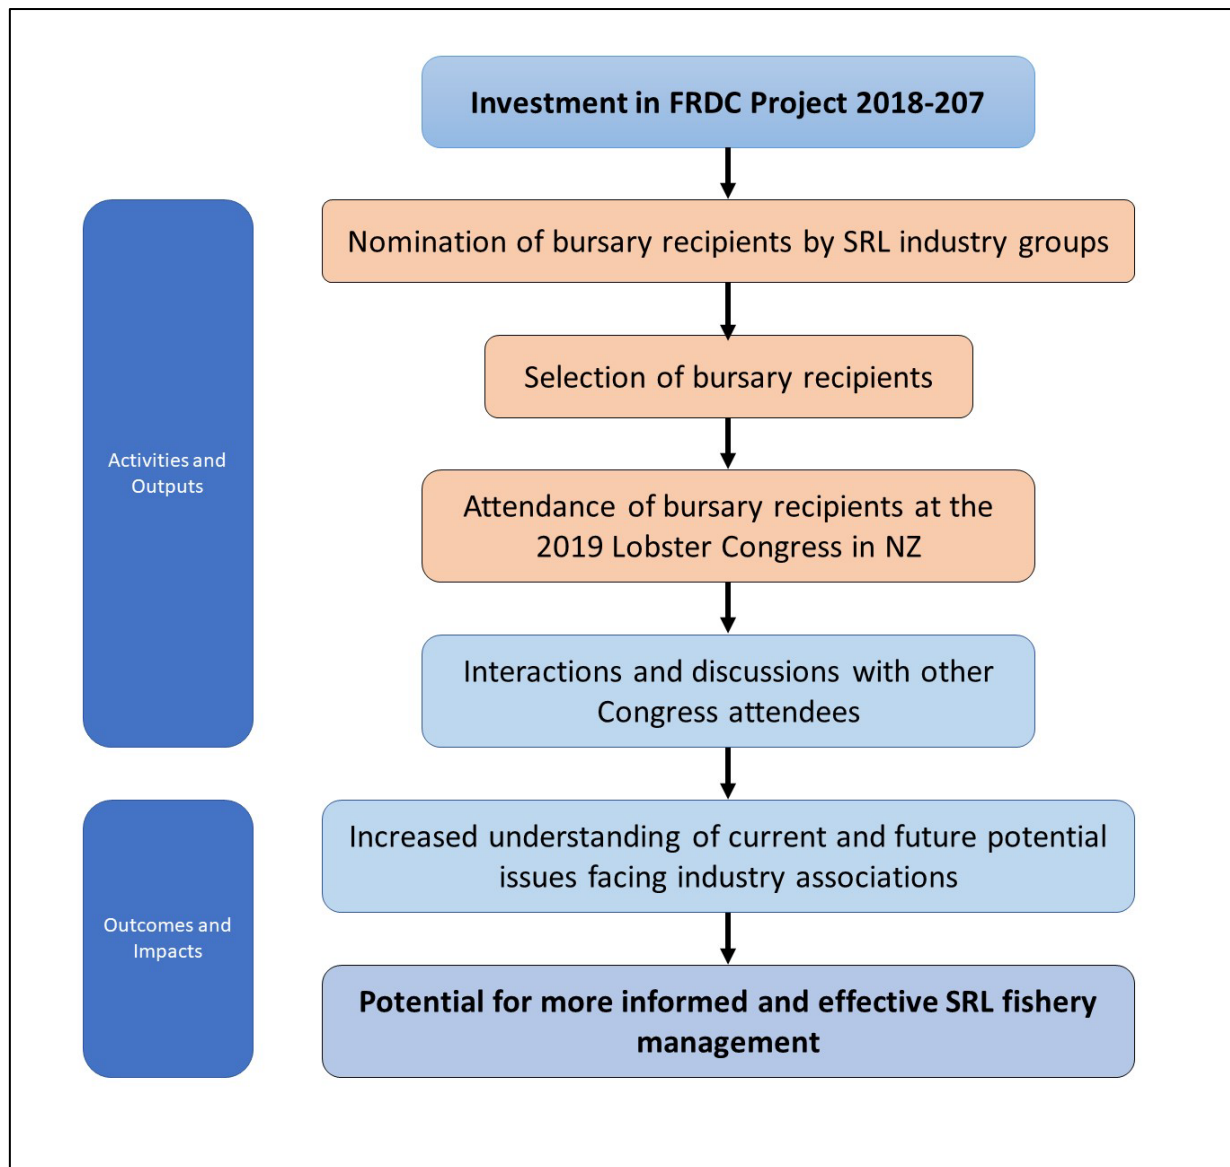 Investment in FRDC Project 2018-207
Nomination of bursary recipients by SRL industry groups
Selection of bursary recipients
Activities and
Outputs
Attendance of bursary recipients at the
2019 Lobster Congress in NZ
Interactions and discussions with other
Congress attendees
Increased understanding of current and future potential
issues facing industry associations
Outcomes and
Impacts
Potential for more informed and effective SRL fishery
management